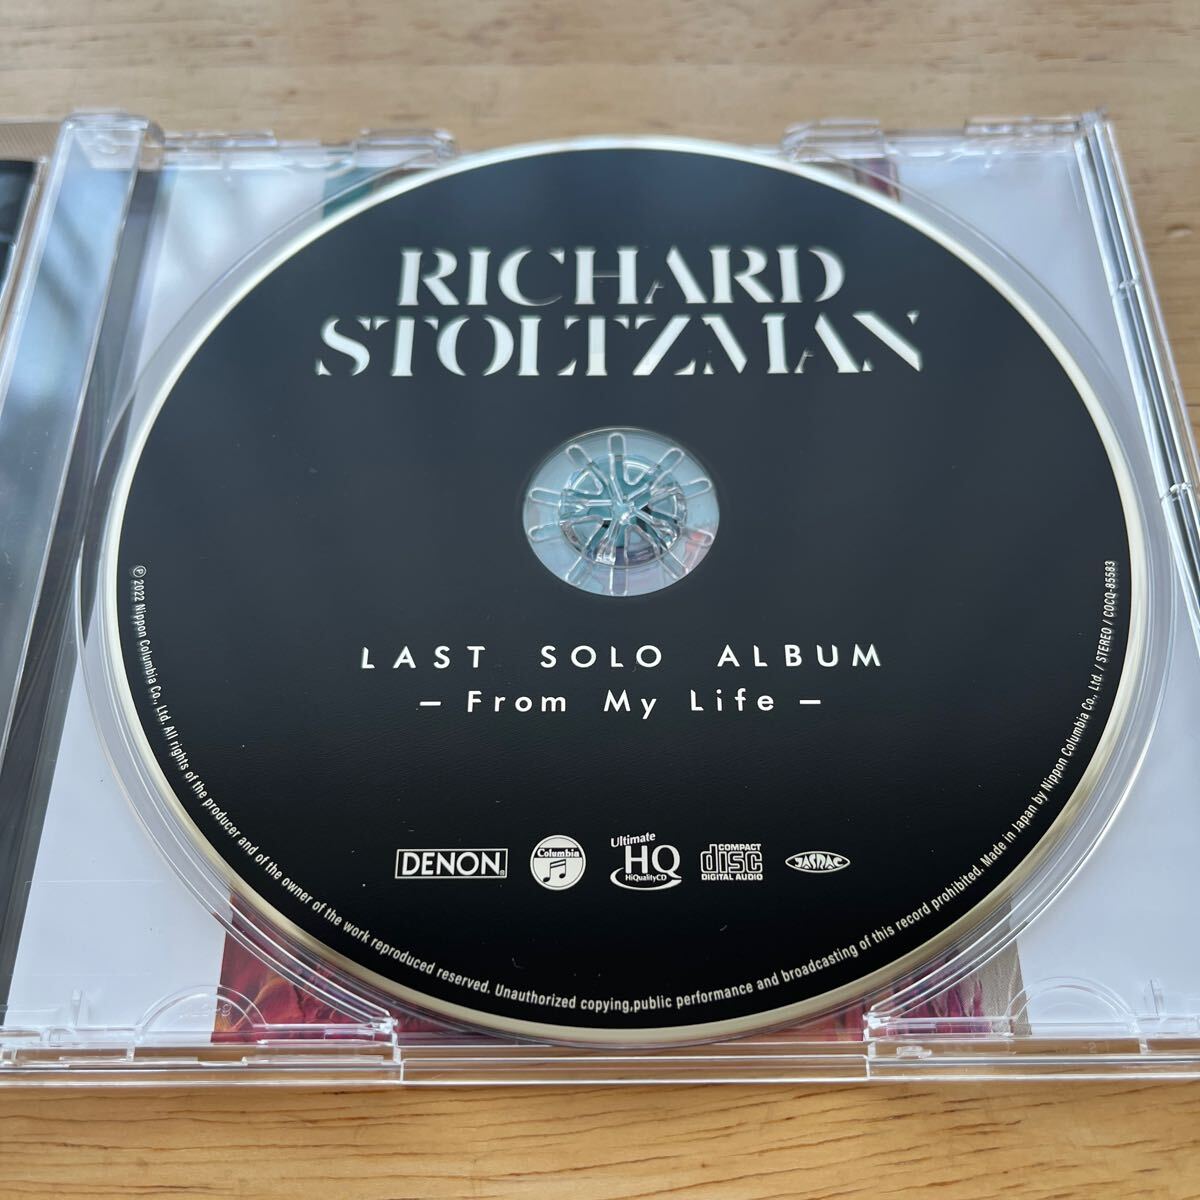 RICHARD
STOLTZMAN
LAST SOLO ALBUM
– From My Life –
DENON®
Columbia
Ultimate
HQ
HiQualityCD
COMPACT
disc
DIGITAL AUDIO
JASRAC
℗ 2022 Nippon Columbia Co., Ltd. All rights of the producer and of the owner of the work reproduced reserved. Unauthorized copying,public performance and broadcasting of this record prohibited. Made in Japan by Nippon Columbia Co., Ltd. / STEREO / COCQ-85583